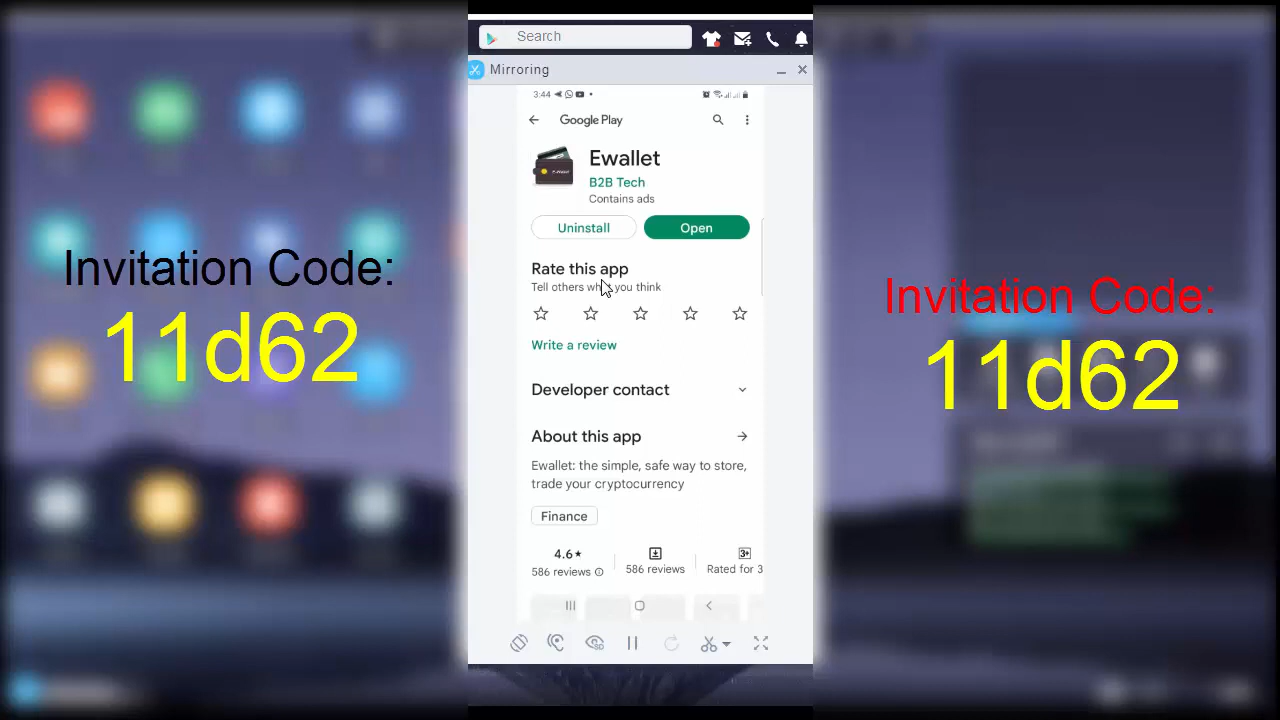 Search
Mirroring
3:44
Google Play
Ewallet
B2B Tech
Contains ads
Uninstall
Open
Rate this app
Tell others what you think
Write a review
Developer contact
About this app
Ewallet: the simple, safe way to store,
trade your cryptocurrency
Finance
4.6★
586 reviews
586 reviews
3+
Rated for 3
Invitation Code:
11d62
Invitation Code:
11d62